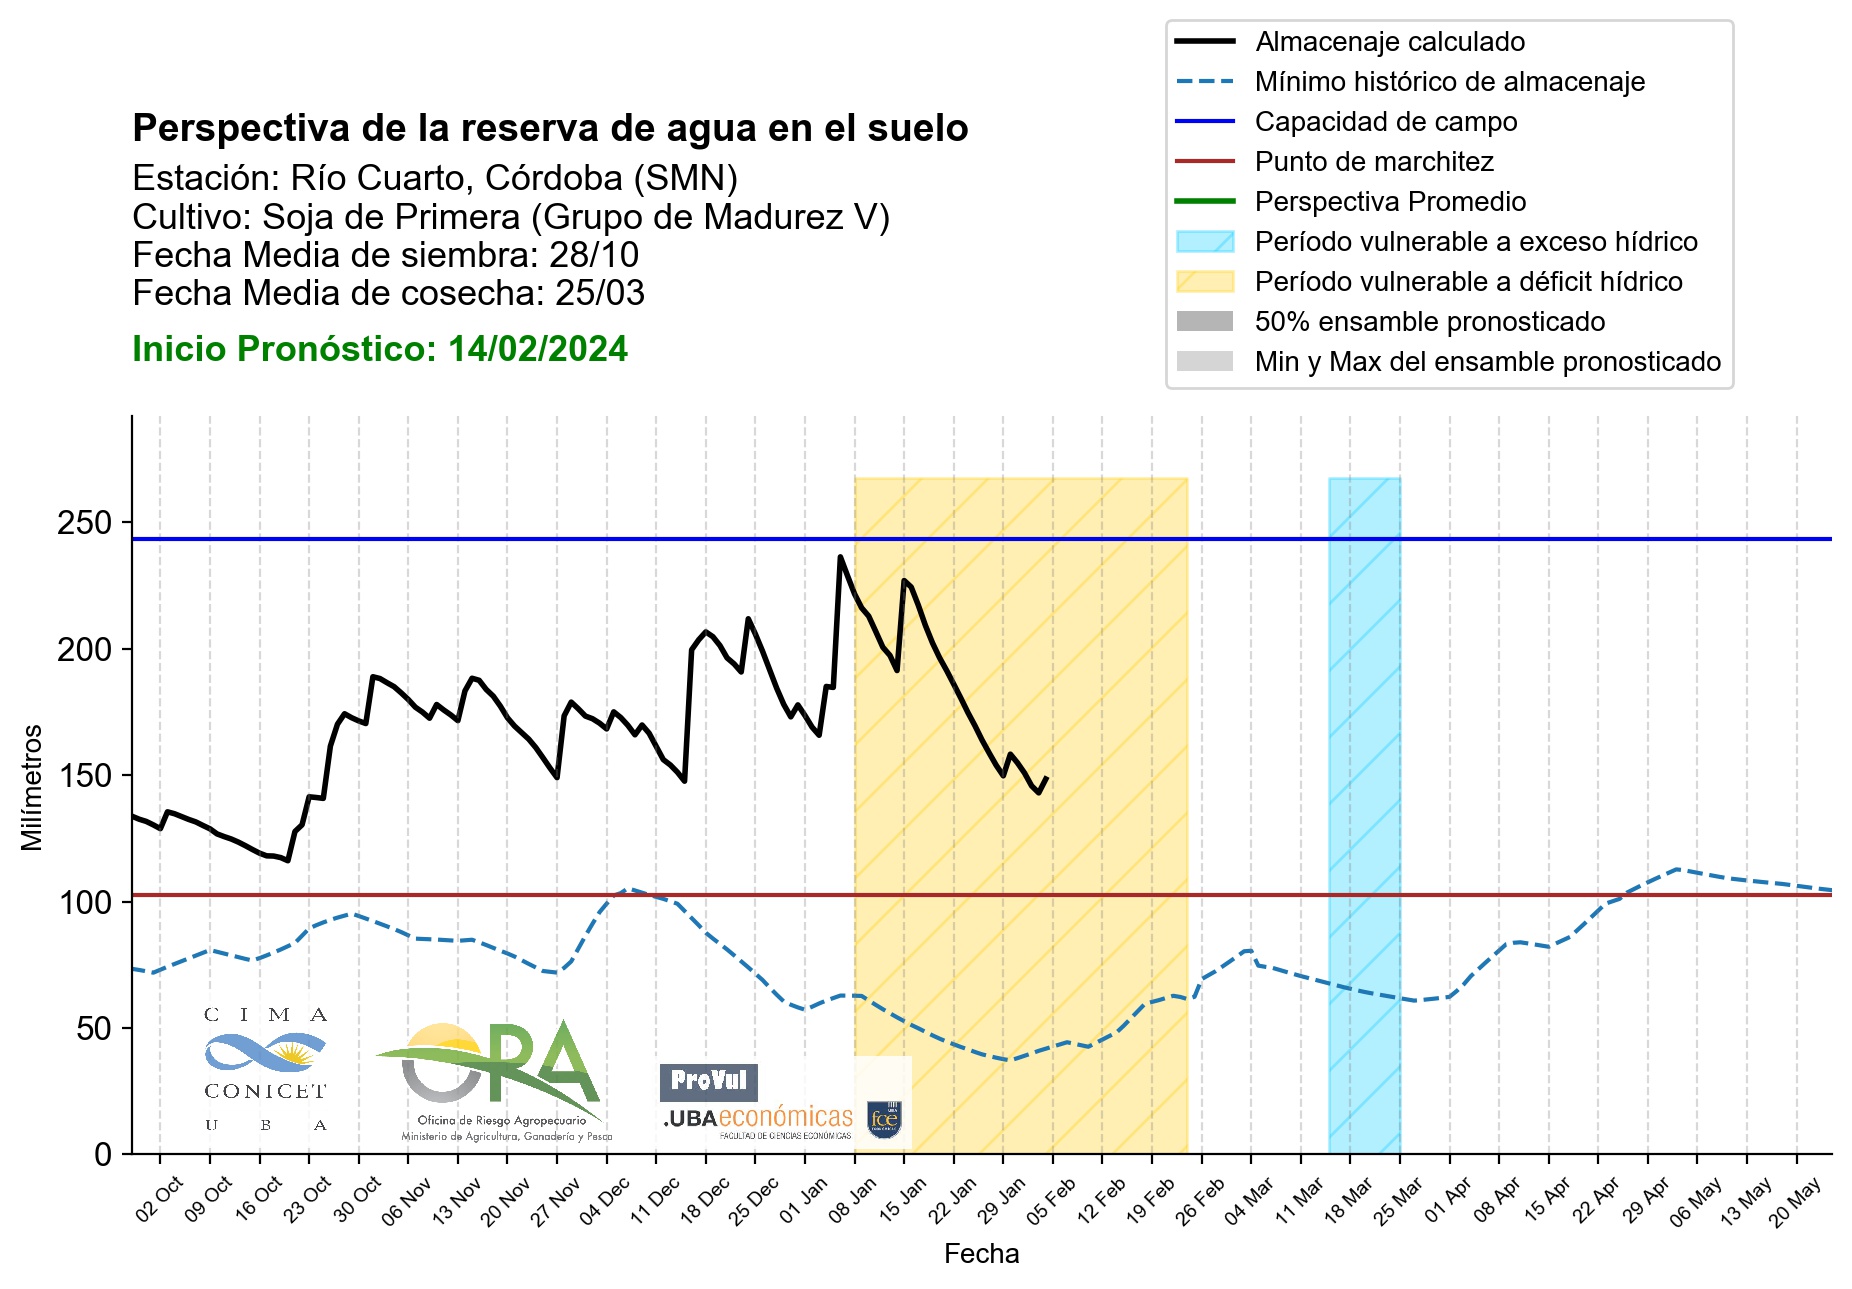 Almacenaje calculado
Mínimo histórico de almacenaje
Capacidad de campo
Punto de marchitez
Perspectiva Promedio
Período vulnerable a exceso hídrico
Período vulnerable a déficit hídrico
50% ensamble pronosticado
Min y Max del ensamble pronosticado
Perspectiva de la reserva de agua en el suelo
Estación: Río Cuarto, Córdoba (SMN)
Cultivo: Soja de Primera (Grupo de Madurez V)
Fecha Media de siembra: 28/10
Fecha Media de cosecha: 25/03
Inicio Pronóstico: 14/02/2024
Milímetros
250
200
150
100
50
0
CIMA
CONICET
UBA
ORA
Oficina de Riesgo Agropecuario
Ministerio de Agricultura, Ganadería y Pesca
ProVul
.UBAeconómicas
FACULTAD DE CIENCIAS ECONÓMICAS
fce
02 Oct
09 Oct
16 Oct
23 Oct
30 Oct
06 Nov
13 Nov
20 Nov
27 Nov
04 Dec
11 Dec
18 Dec
25 Dec
01 Jan
08 Jan
15 Jan
22 Jan
29 Jan
05 Feb
12 Feb
19 Feb
26 Feb
04 Mar
11 Mar
18 Mar
25 Mar
01 Apr
08 Apr
15 Apr
22 Apr
29 Apr
06 May
13 May
20 May
Fecha